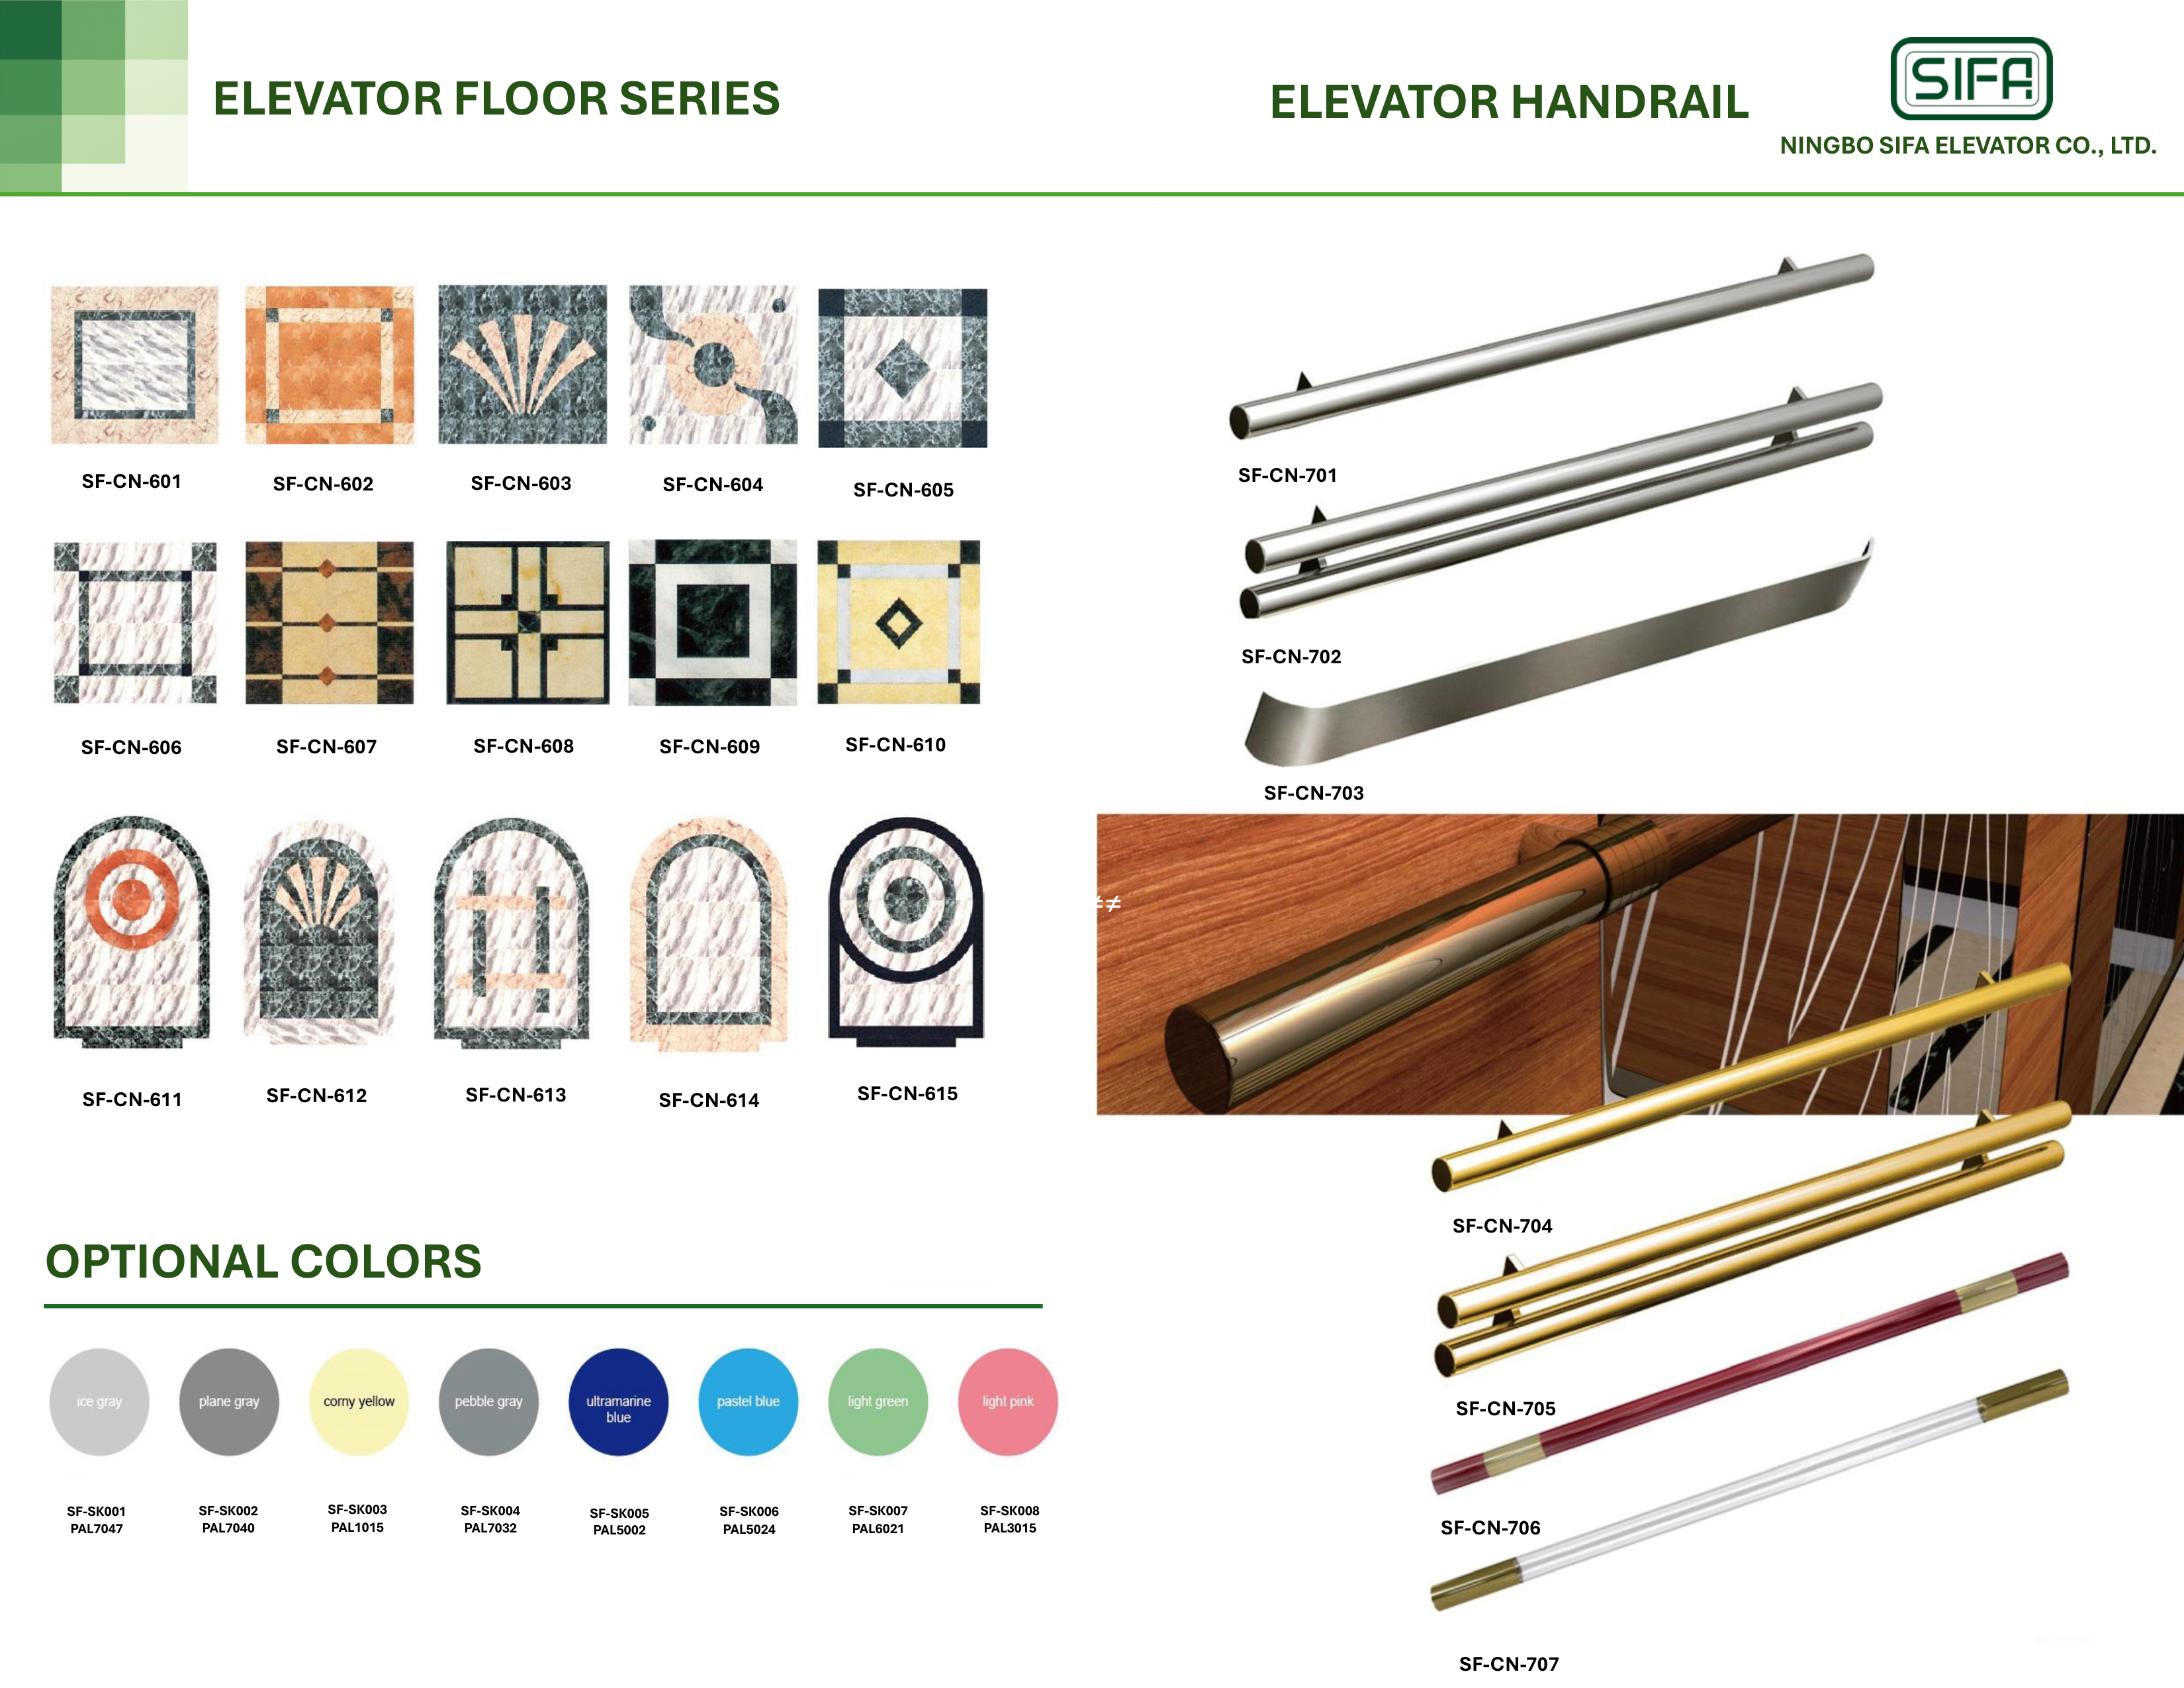 ELEVATOR FLOOR SERIES
ELEVATOR HANDRAIL
SIFA
NINGBO SIFA ELEVATOR CO., LTD.
SF-CN-601
SF-CN-602
SF-CN-603
SF-CN-604
SF-CN-605
SF-CN-606
SF-CN-607
SF-CN-608
SF-CN-609
SF-CN-610
SF-CN-611
SF-CN-612
SF-CN-613
SF-CN-614
SF-CN-615
OPTIONAL COLORS
ice gray
plane gray
corny yellow
pebble gray
ultramarine
blue
pastel blue
light green
light pink
SF-SK001
PAL7047
SF-SK002
PAL7040
SF-SK003
PAL1015
SF-SK004
PAL7032
SF-SK005
PAL5002
SF-SK006
PAL5024
SF-SK007
PAL6021
SF-SK008
PAL3015
SF-CN-701
SF-CN-702
SF-CN-703
≠≠
SF-CN-704
SF-CN-705
SF-CN-706
SF-CN-707